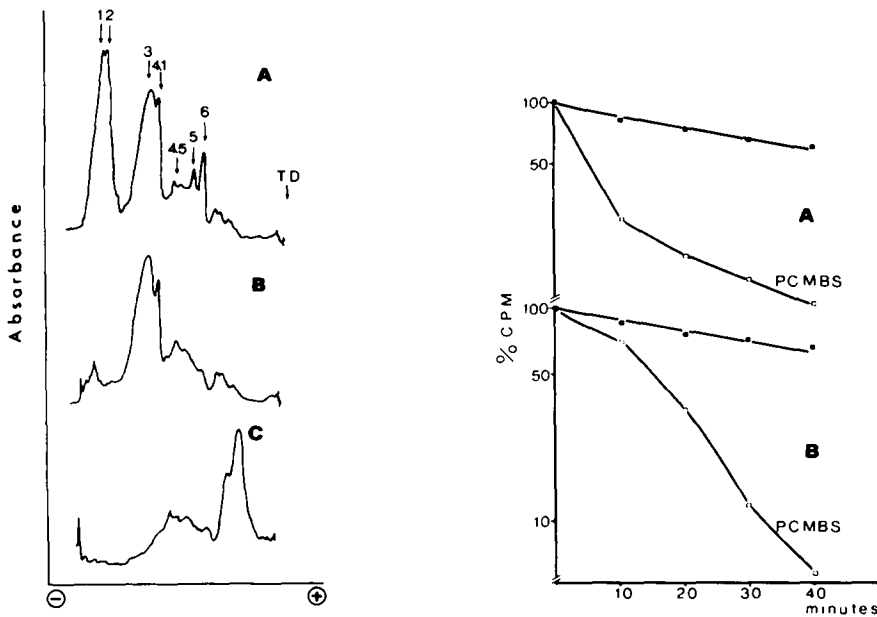 1 2
3
4.1
4.5
5
6
T D
A
B
C
Absorbance
⊖
⊕
100
50
A
PCMBS
% CPM
100
50
B
10
PCMBS
10 20 30 40
minutes